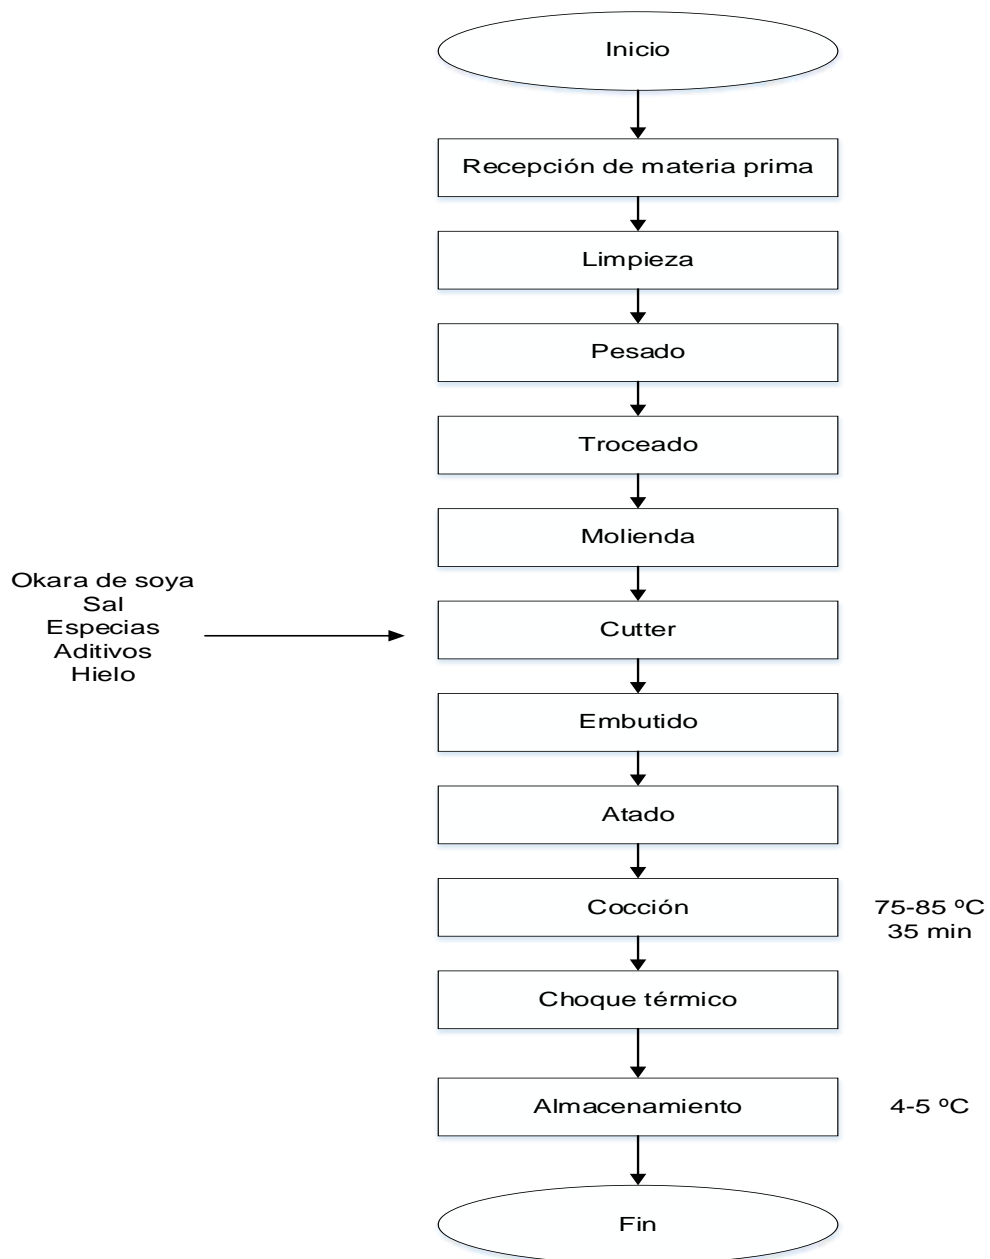 Inicio
Recepción de materia prima
Limpieza
Pesado
Troceado
Molienda
Okara de soya
Sal
Especias
Aditivos
Hielo
Cutter
Embutido
Atado
Cocción
75-85 ºC
35 min
Choque térmico
Almacenamiento
4-5 ºC
Fin